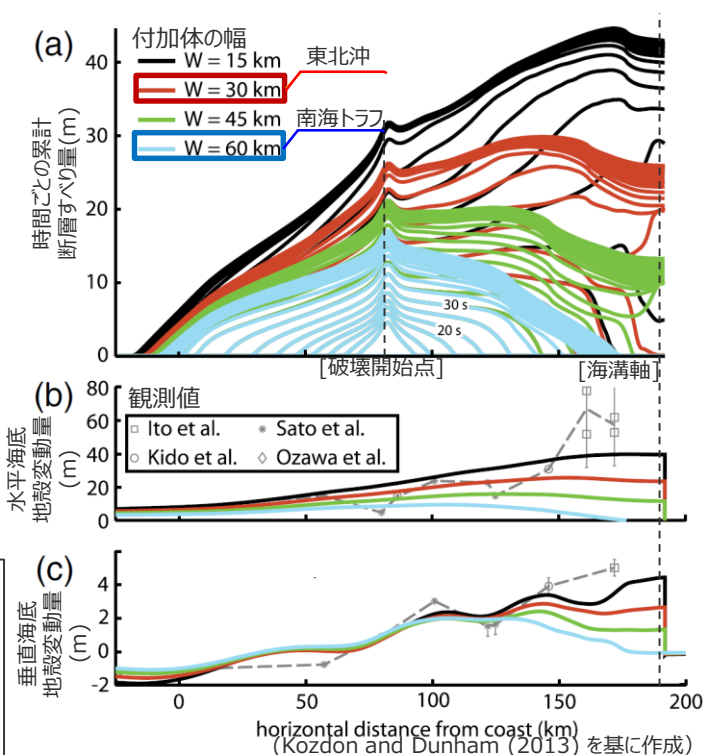 (a)
付加体の幅
W = 15 km
W = 30 km
W = 45 km
W = 60 km
東北沖
南海トラフ
時間ごとの累計
断層すべり量(m)
40
30
20
10
0
30 s
20 s
[破壊開始点]
[海溝軸]
(b)
観測値
Ito et al.
Sato et al.
Kido et al.
Ozawa et al.
水平海底
地殻変動量
(m)
80
60
40
20
0
(c)
垂直海底
地殻変動量
(m)
4
2
0
-2
0
50
100
150
200
horizontal distance from coast (km)
(Kozdon and Dunham (2013) を基に作成)